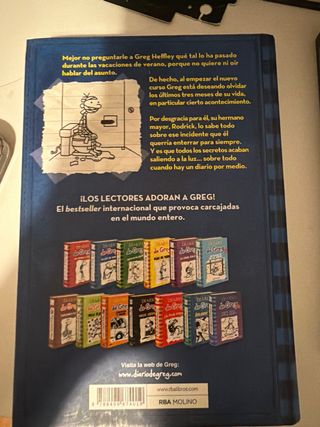 Mejor no preguntarle a Greg Heffley qué tal lo ha pasado
durante las vacaciones de verano, porque no quiere ni oír
hablar del asunto.
De hecho, al empezar el nuevo
curso Greg está deseando olvidar
los últimos tres meses de su vida,
en particular cierto acontecimiento.
Por desgracia para él, su hermano
mayor, Rodrick, lo sabe todo
sobre ese incidente que él
querría enterrar para siempre.
Y es que todos los secretos acaban
saliendo a la luz... sobre todo
cuando hay un diario por medio.
¡LOS LECTORES ADORAN A GREG!
El bestseller internacional que provoca carcajadas
en el mundo entero.
Visita la web de Greg:
www.diariodegreg.com
www.rbalibros.com
RBA MOLINO